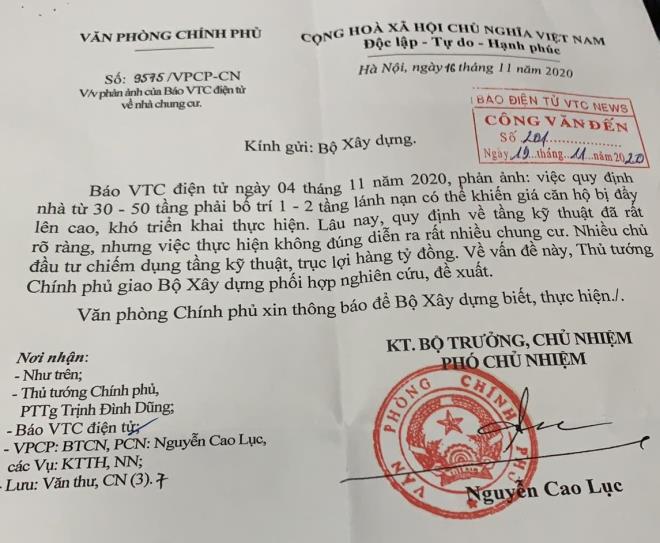 VĂN PHÒNG CHÍNH PHỦ
CỘNG HOÀ XÃ HỘI CHỦ NGHĨA VIỆT NAM
Độc lập - Tự do - Hạnh phúc
Số: 9575/VPCP-CN
V/v phản ánh của Báo VTC điện tử
về nhà chung cư.
Hà Nội, ngày 16 tháng 11 năm 2020
BÁO ĐIỆN TỬ VTC NEWS
CÔNG VĂN ĐẾN
Số 201
Ngày 19...tháng...11...năm 2020
Kính gửi: Bộ Xây dựng.
Báo VTC điện tử ngày 04 tháng 11 năm 2020, phản ánh: việc quy định
nhà từ 30 - 50 tầng phải bố trí 1 - 2 tầng lánh nạn có thể khiến giá căn hộ bị đẩy
lên cao, khó triển khai thực hiện. Lâu nay, quy định về tầng kỹ thuật đã rất
rõ ràng, nhưng việc thực hiện không đúng diễn ra rất nhiều chung cư. Nhiều chủ
đầu tư chiếm dụng tầng kỹ thuật, trục lợi hàng tỷ đồng. Về vấn đề này, Thủ tướng
Chính phủ giao Bộ Xây dựng phối hợp nghiên cứu, đề xuất.
Văn phòng Chính phủ xin thông báo để Bộ Xây dựng biết, thực hiện./.
Nơi nhận:
- Như trên;
- Thủ tướng Chính phủ,
PTTg Trịnh Đình Dũng;
- Báo VTC điện tử;
- VPCP: BTCN, PCN: Nguyễn Cao Lục,
các Vụ: KTTH, NN;
- Lưu: Văn thư, CN (3). 7
KT. BỘ TRƯỞNG, CHỦ NHIỆM
PHÓ CHỦ NHIỆM
VĂN PHÒNG CHÍNH PHỦ
Nguyễn Cao Lục